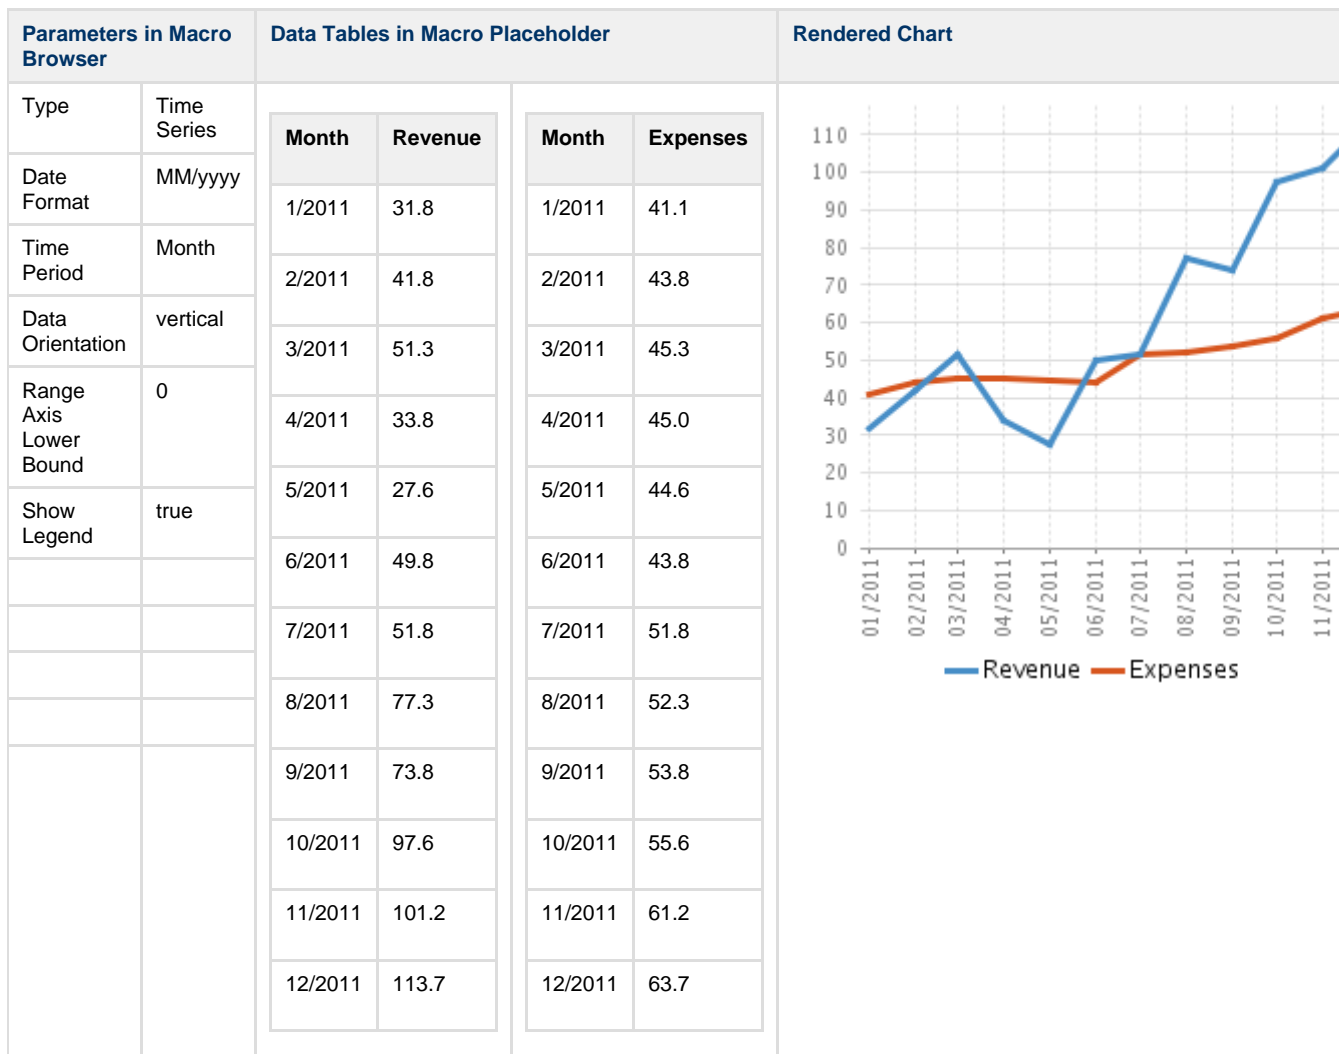 Parameters in Macro
Browser
Data Tables in Macro Placeholder
Rendered Chart
Type
Time
Series
Date
Format
MM/yyyy
Time
Period
Month
Data
Orientation
vertical
Range
Axis
Lower
Bound
0
Show
Legend
true
Month Revenue
1/2011 31.8
2/2011 41.8
3/2011 51.3
4/2011 33.8
5/2011 27.6
6/2011 49.8
7/2011 51.8
8/2011 77.3
9/2011 73.8
10/2011 97.6
11/2011 101.2
12/2011 113.7
Month Expenses
1/2011 41.1
2/2011 43.8
3/2011 45.3
4/2011 45.0
5/2011 44.6
6/2011 43.8
7/2011 51.8
8/2011 52.3
9/2011 53.8
10/2011 55.6
11/2011 61.2
12/2011 63.7
110
100
90
80
70
60
50
40
30
20
10
0
01/2011
02/2011
03/2011
04/2011
05/2011
06/2011
07/2011
08/2011
09/2011
10/2011
11/2011
Revenue Expenses